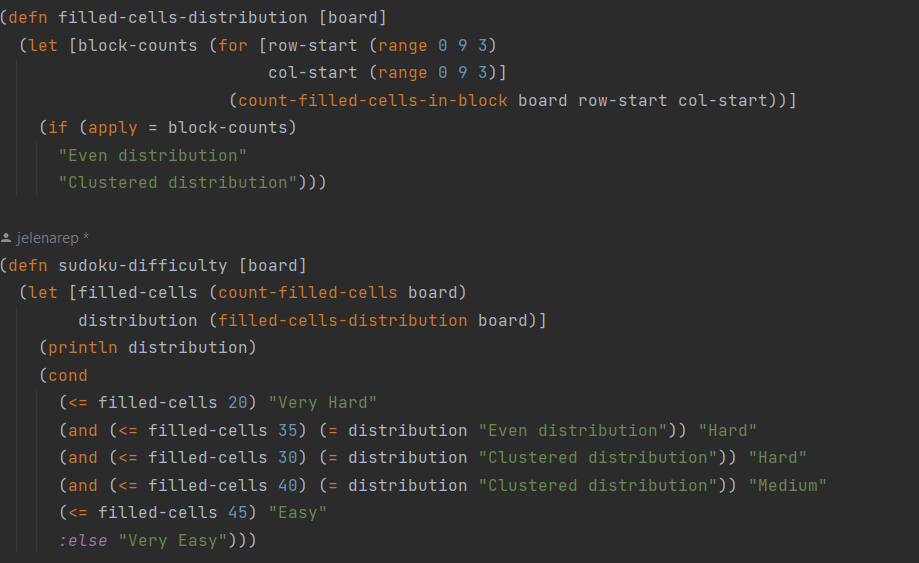 (defn filled-cells-distribution [board]
  (let [block-counts (for [row-start (range 0 9 3)
                           col-start (range 0 9 3)]
                       (count-filled-cells-in-block board row-start col-start))]
    (if (apply = block-counts)
      "Even distribution"
      "Clustered distribution")))
jelenarep *
(defn sudoku-difficulty [board]
  (let [filled-cells (count-filled-cells board)
        distribution (filled-cells-distribution board)]
    (println distribution)
    (cond
      (<= filled-cells 20) "Very Hard"
      (and (<= filled-cells 35) (= distribution "Even distribution")) "Hard"
      (and (<= filled-cells 30) (= distribution "Clustered distribution")) "Hard"
      (and (<= filled-cells 40) (= distribution "Clustered distribution")) "Medium"
      (<= filled-cells 45) "Easy"
      :else "Very Easy")))